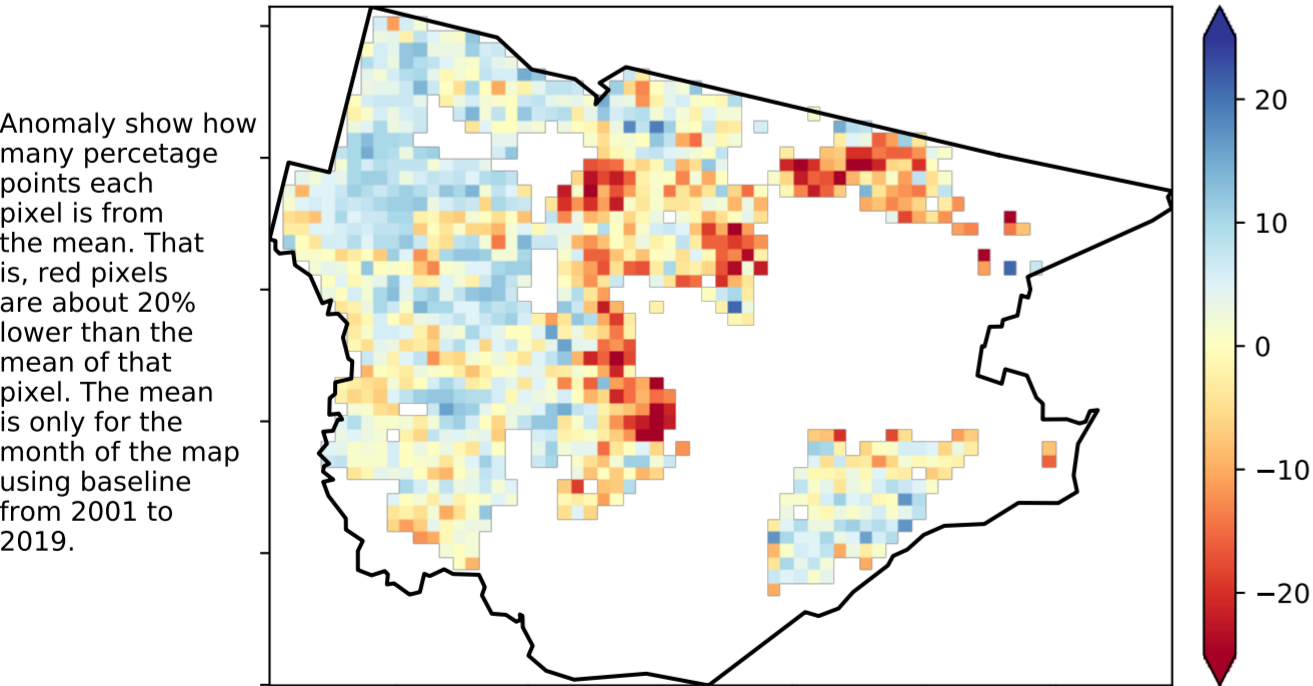 Anomaly show how
many percetage
points each
pixel is from
the mean. That
is, red pixels
are about 20%
lower than the
mean of that
pixel. The mean
is only for the
month of the map
using baseline
from 2001 to
2019.
20
10
0
−10
−20